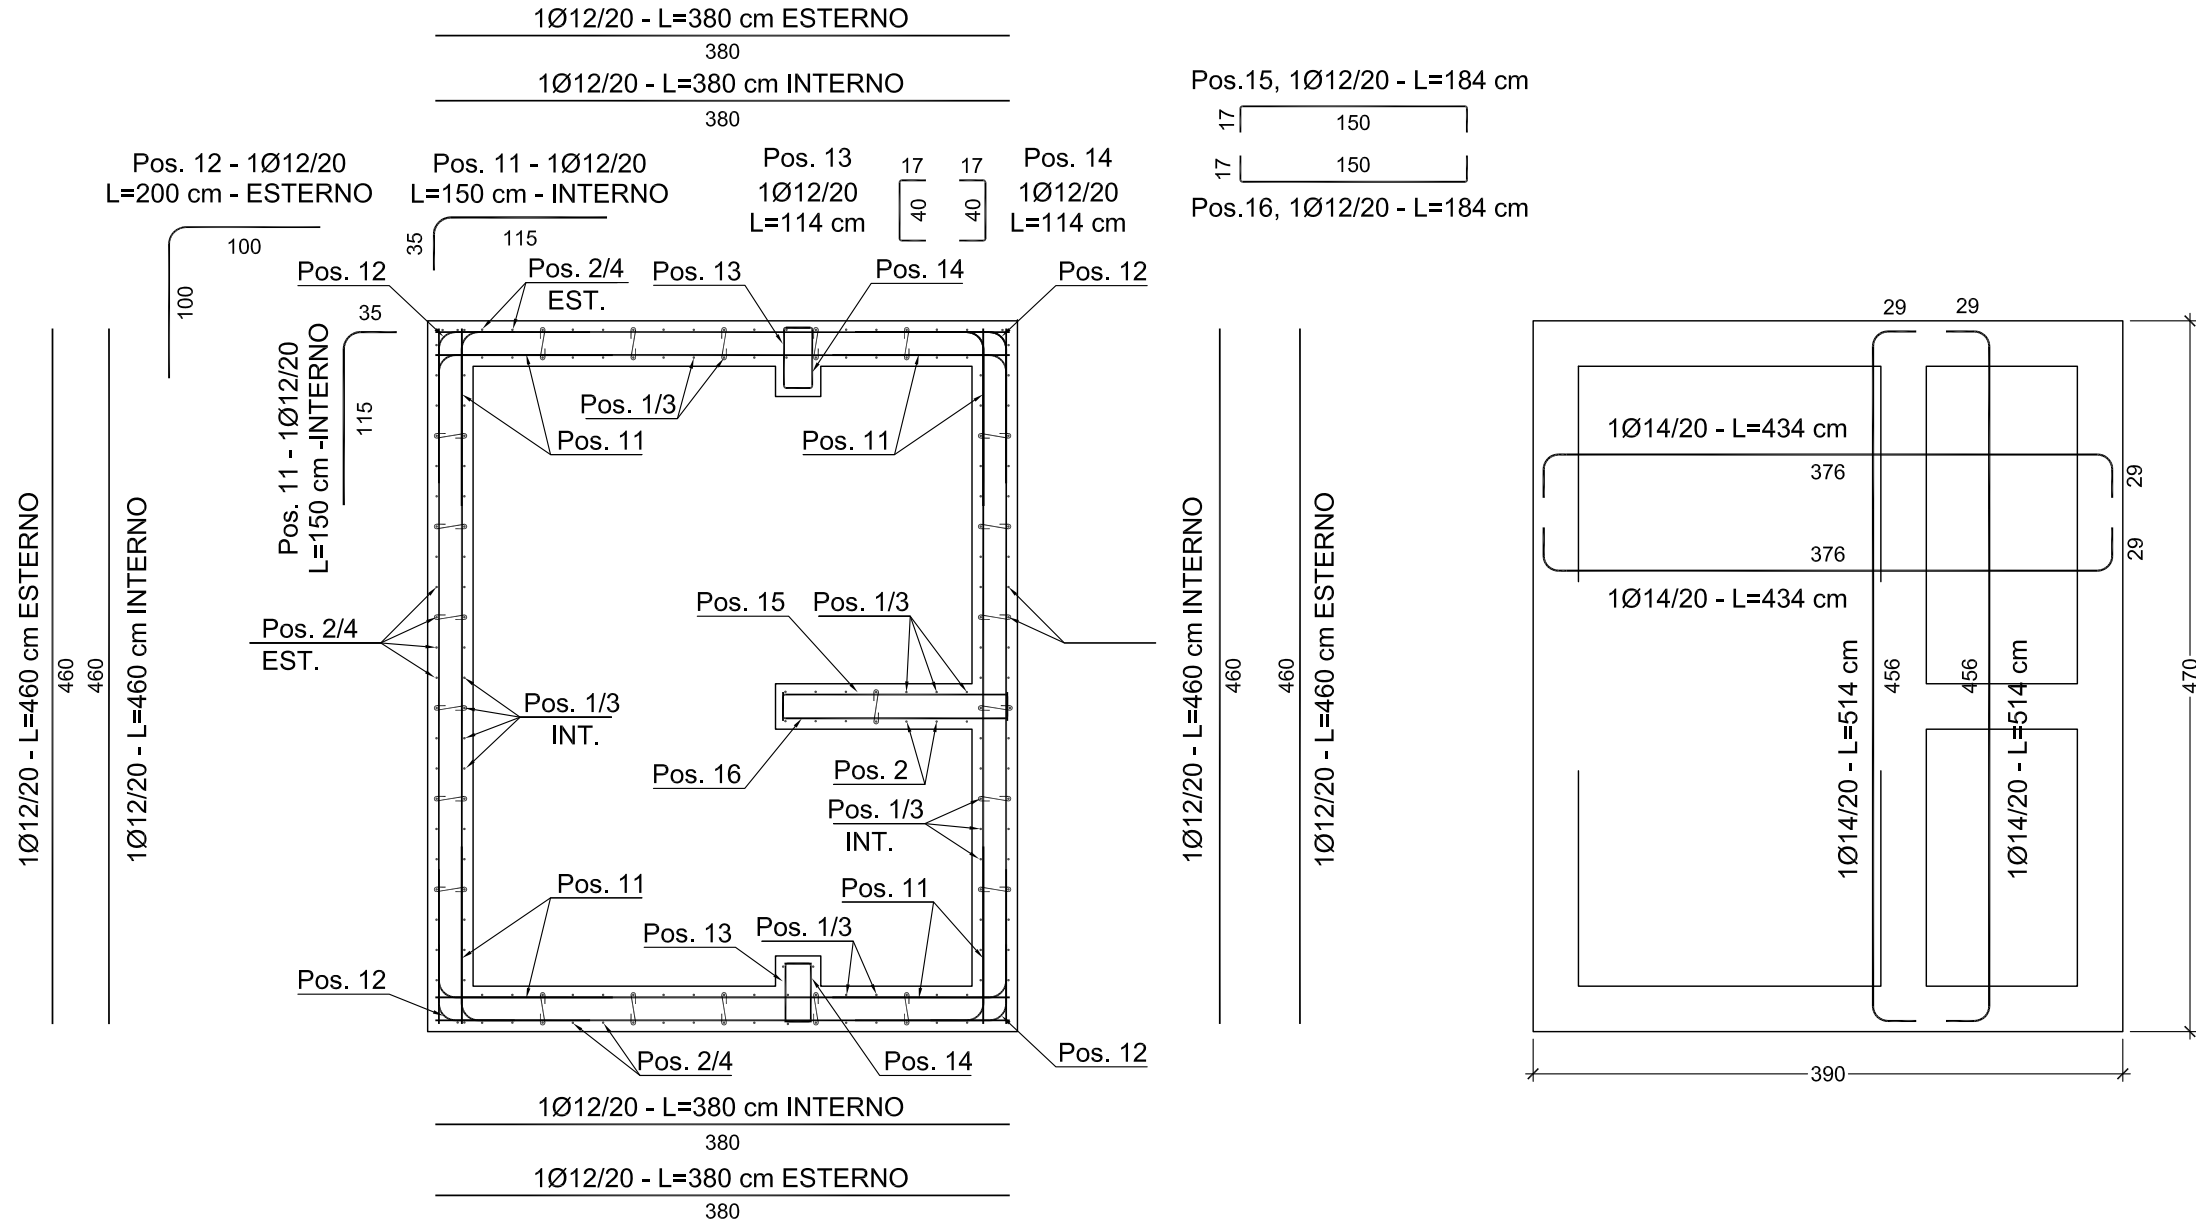 1Ø12/20 - L=380 cm ESTERNO
380
1Ø12/20 - L=380 cm INTERNO
380
Pos. 12 - 1Ø12/20
L=200 cm - ESTERNO
100
100
Pos. 11 - 1Ø12/20
L=150 cm - INTERNO
35
115
Pos. 13
1Ø12/20
L=114 cm
17
40
17
40
Pos. 14
1Ø12/20
L=114 cm
Pos.15, 1Ø12/20 - L=184 cm
17
150
17
150
Pos.16, 1Ø12/20 - L=184 cm
Pos. 12
Pos. 2/4
EST.
Pos. 13
Pos. 14
Pos. 12
35
115
Pos. 11 - 1Ø12/20
L=150 cm -INTERNO
Pos. 1/3
Pos. 11
Pos. 11
1Ø12/20 - L=460 cm ESTERNO
460
460
1Ø12/20 - L=460 cm INTERNO
Pos. 2/4
EST.
Pos. 1/3
INT.
Pos. 15
Pos. 1/3
Pos. 16
Pos. 2
Pos. 1/3
INT.
1Ø12/20 - L=460 cm INTERNO
460
460
1Ø12/20 - L=460 cm ESTERNO
Pos. 11
Pos. 11
Pos. 13
Pos. 1/3
Pos. 12
Pos. 2/4
Pos. 14
Pos. 12
1Ø12/20 - L=380 cm INTERNO
380
1Ø12/20 - L=380 cm ESTERNO
380
29
29
1Ø14/20 - L=434 cm
376
29
376
29
1Ø14/20 - L=434 cm
1Ø14/20 - L=514 cm
456
456
1Ø14/20 - L=514 cm
470
390